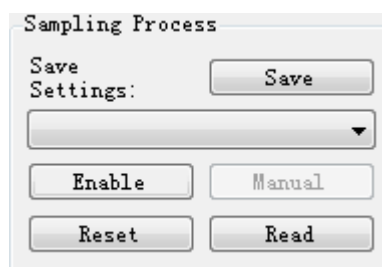 Sampling Process
Save
Settings:
Save
Enable
Manual
Reset
Read